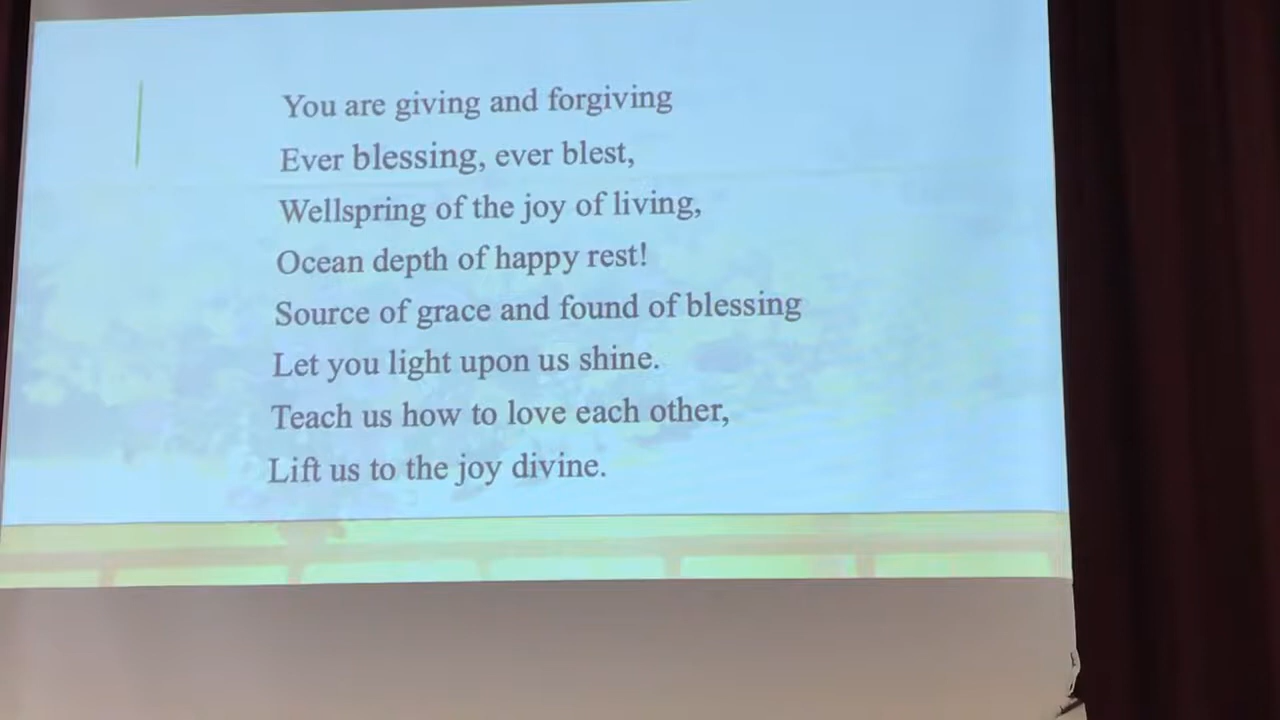 You are giving and forgiving
Ever blessing, ever blest,
Wellspring of the joy of living,
Ocean depth of happy rest!
Source of grace and found of blessing
Let you light upon us shine.
Teach us how to love each other,
Lift us to the joy divine.